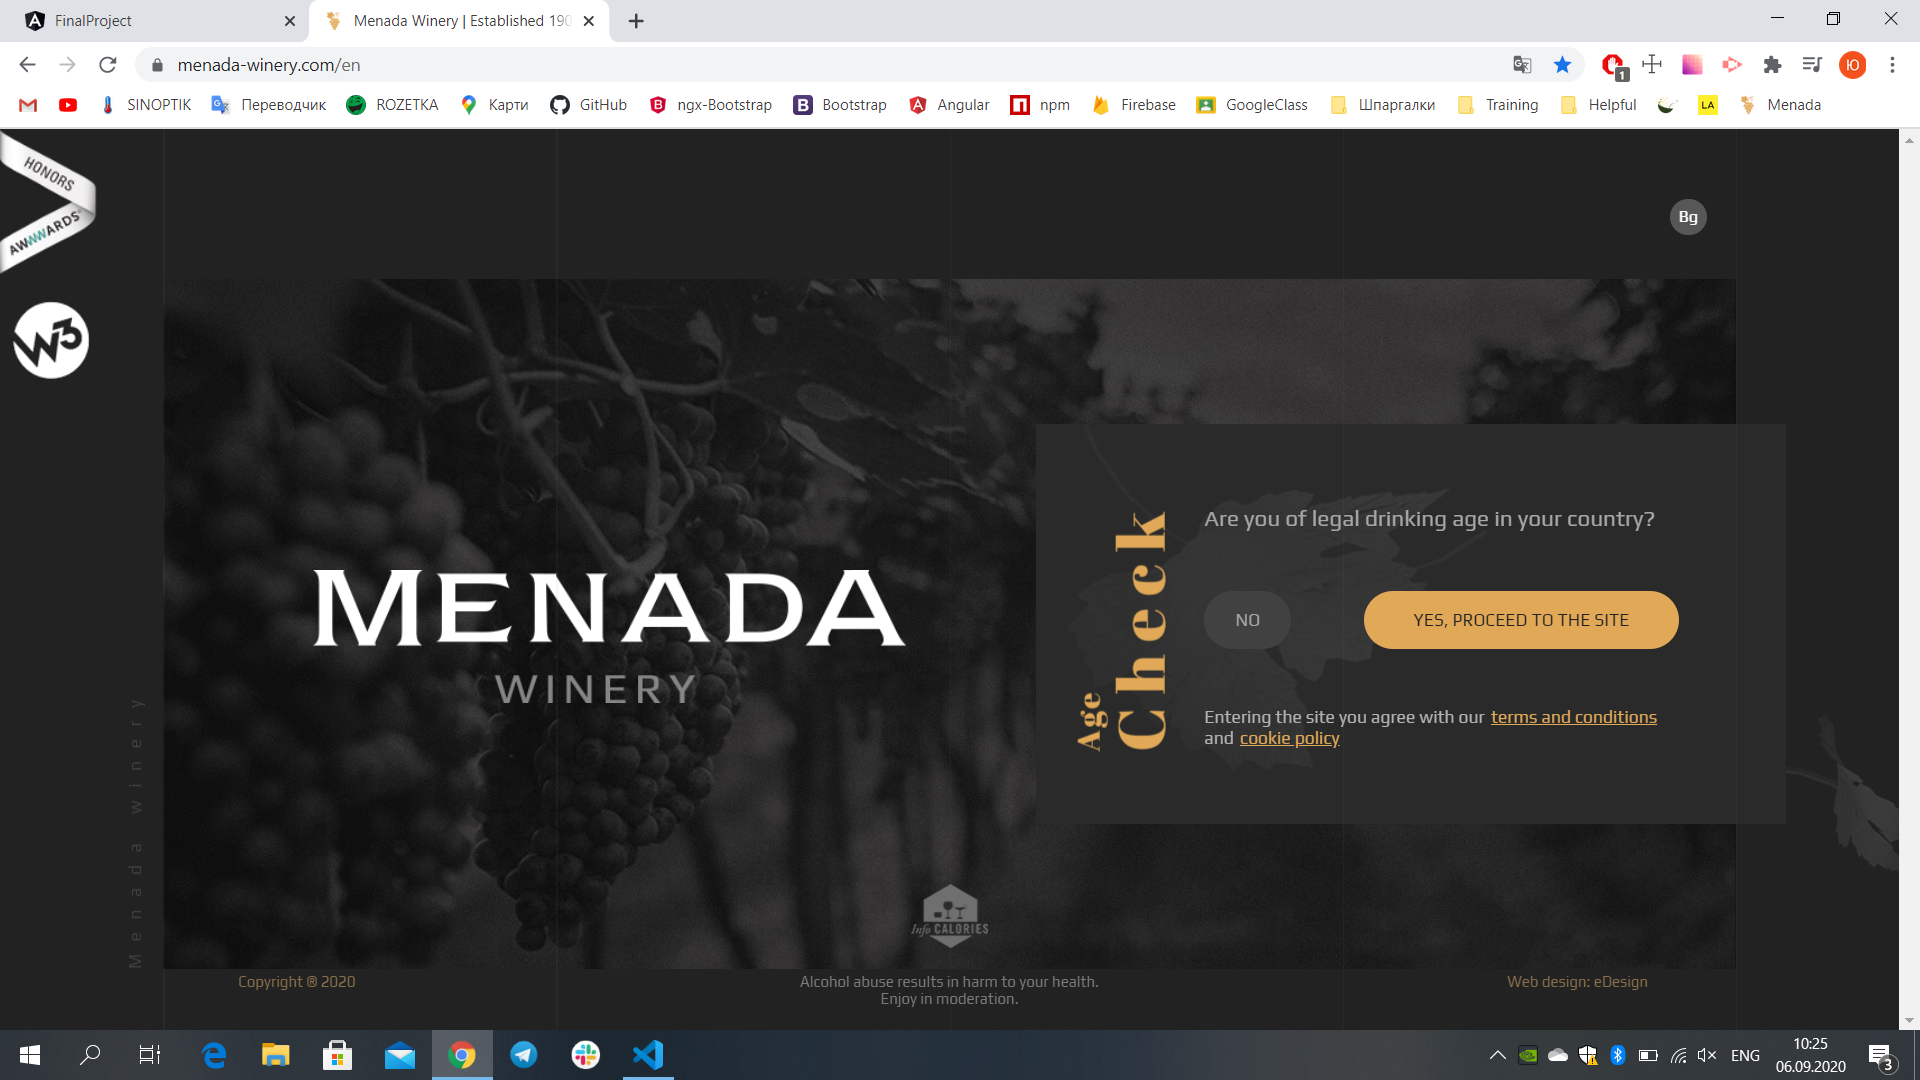 FinalProject
Menada Winery | Established 190
menada-winery.com/en
1
Ю
SINOPTIK
Переводчик
ROZETKA
Карти
GitHub
ngx-Bootstrap
Bootstrap
Angular
npm
Firebase
GoogleClass
Шпаргалки
Training
Helpful
LA
Menada
HONORS
AWWWARDS
W3
Bg
MENADA
WINERY
Menada winery
Age
Check
Are you of legal drinking age in your country?
NO
YES, PROCEED TO THE SITE
Entering the site you agree with our terms and conditions
and cookie policy
Info CALORIES
Copyright ® 2020
Alcohol abuse results in harm to your health.
Enjoy in moderation.
Web design: eDesign
ENG
10:25
06.09.2020
3